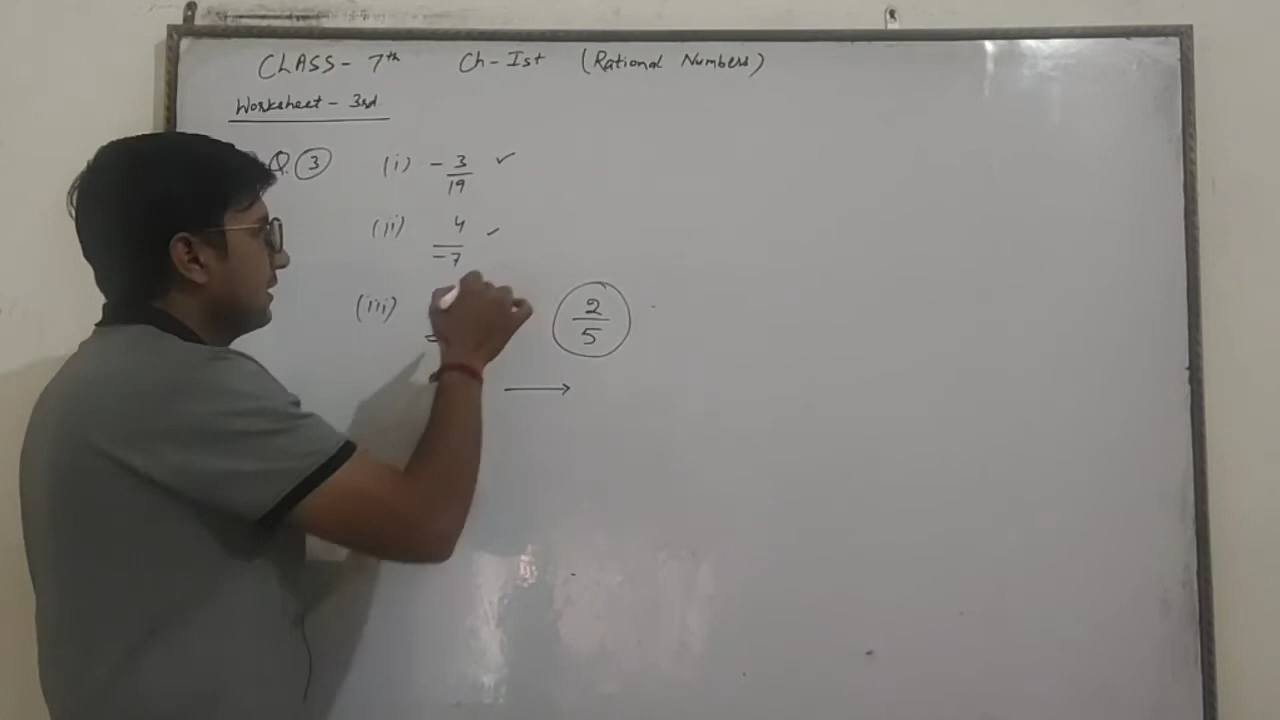 CLASS - 7th Ch - Ist (Rational Numbers)
Worksheet - 3rd
Q. 3 (i) - 3/19 ✓
(ii) 4/-7 ✓
(iii) 2/5
→